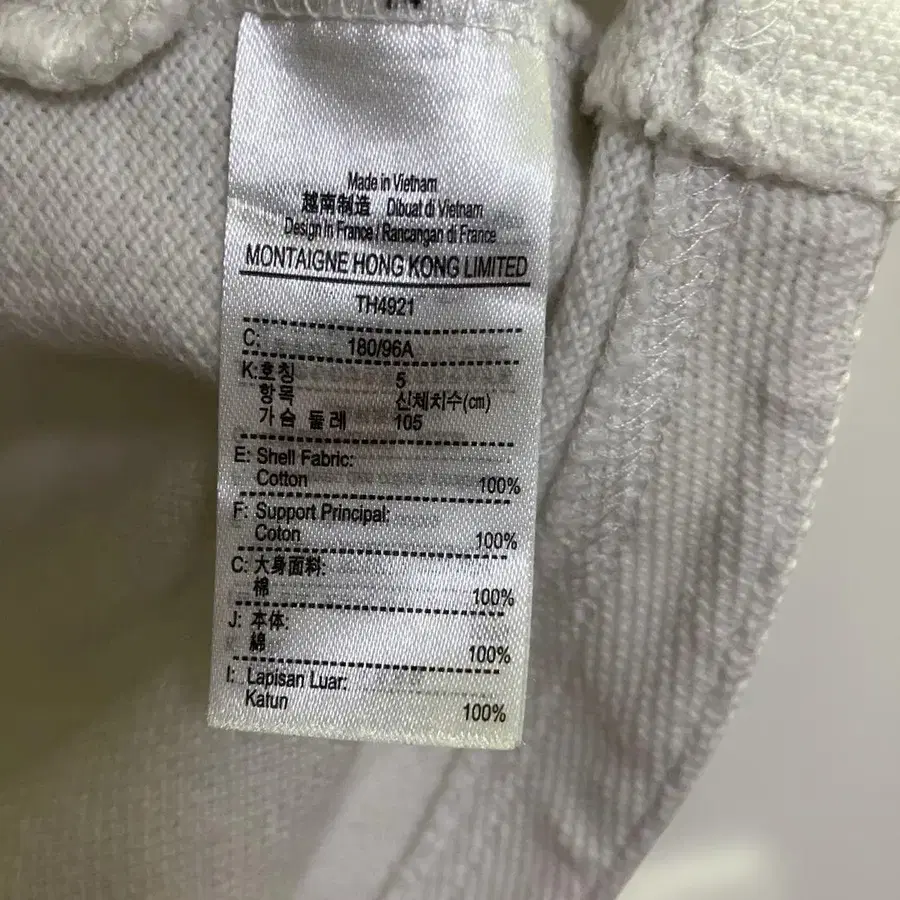 Made in Vietnam
越南制造 Dibuat di Vietnam
Design in France / Rancangan di France
MONTAIGNE HONG KONG LIMITED
TH4921
C: 180/96A
K:호칭 5
항목 신체치수(cm)
가슴 둘레 105
E: Shell Fabric:
Cotton 100%
F: Support Principal:
Coton 100%
C: 大身面料:
棉 100%
J: 本体:
綿 100%
I: Lapisan Luar:
Katun 100%